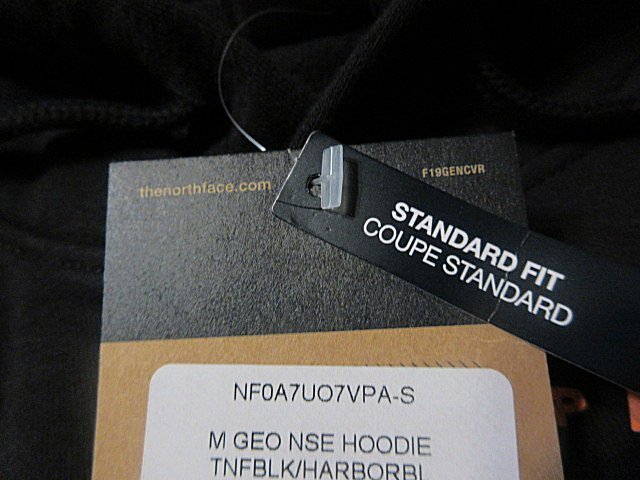 thenorthface.com
F19GENCVR
STANDARD FIT
COUPE STANDARD
NF0A7UO7VPA-S
M GEO NSE HOODIE
TNFBLK/HARBORBL